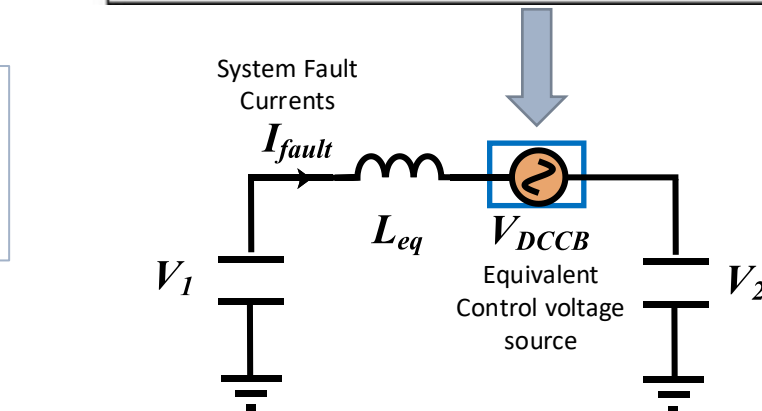 System Fault
Currents
I_fault
L_eq
V_DCCB
V_1
Equivalent
Control voltage
source
V_2